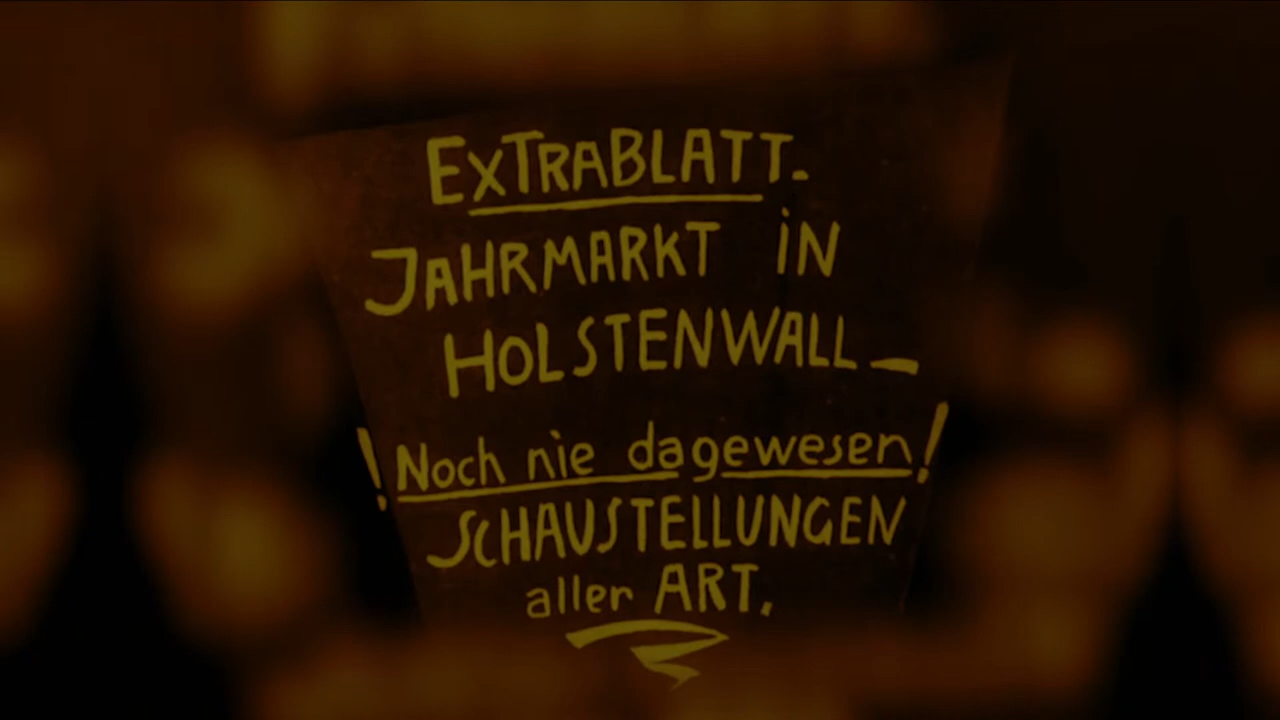 EXTRABLATT.
JAHRMARKT iN
HOLSTENWALL –
! Noch nie dagewesen !
SCHAUSTELLUNGEN
aller ART.